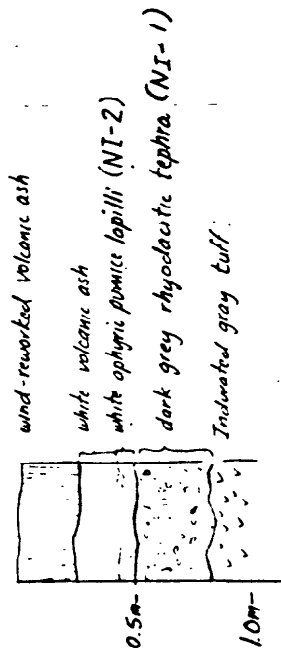 wind-reworked volcanic ash
white volcanic ash
white aphyric pumice lapilli (NI-2)
0.5m-
dark grey rhyodacitic tephra (NI-1)
Indurated gray tuff.
1.0m-